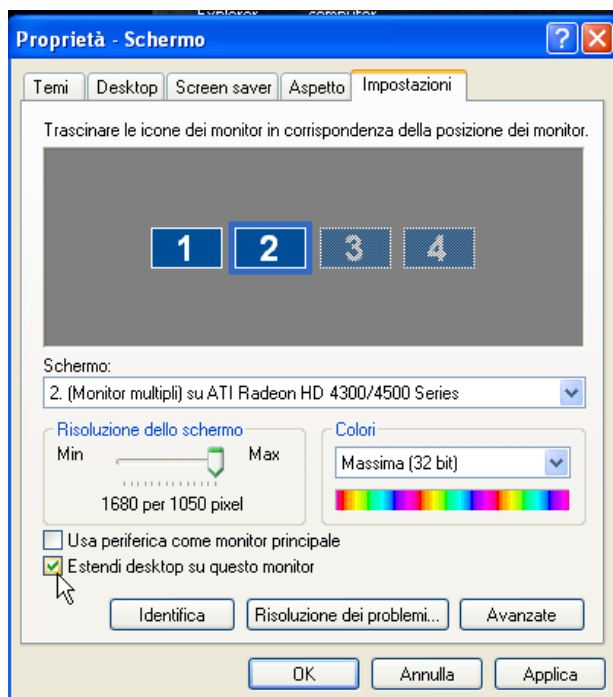 Explorer computer
Proprietà - Schermo
Temi Desktop Screen saver Aspetto Impostazioni
Trascinare le icone dei monitor in corrispondenza della posizione dei monitor.
1 2 3 4
Schermo:
2. (Monitor multipli) su ATI Radeon HD 4300/4500 Series
Risoluzione dello schermo Colori
Min Max Massima (32 bit)
1680 per 1050 pixel
Usa periferica come monitor principale
Estendi desktop su questo monitor
Identifica Risoluzione dei problemi... Avanzate
OK Annulla Applica